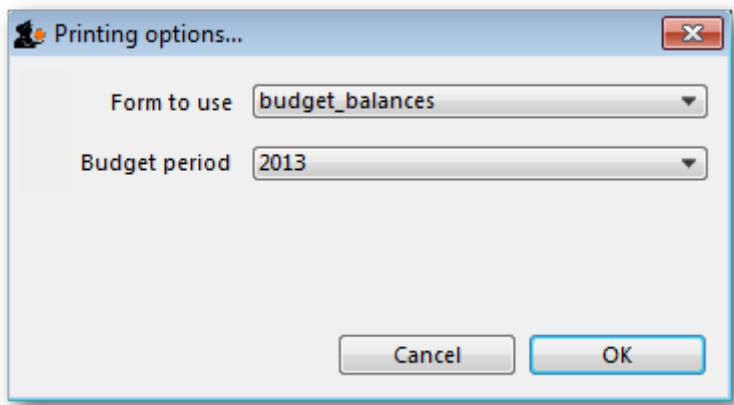 Printing options...
Form to use budget_balances
Budget period 2013
Cancel OK